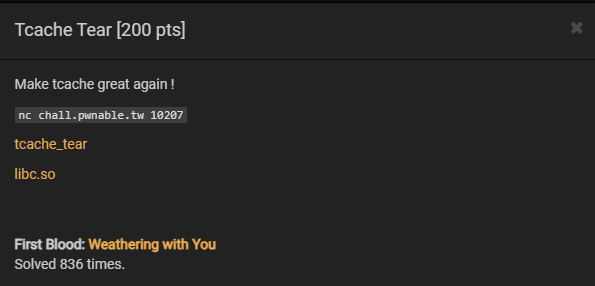 Tcache Tear [200 pts]
Make tcache great again !
nc chall.pwnable.tw 10207
tcache_tear
libc.so
First Blood: Weathering with You
Solved 836 times.